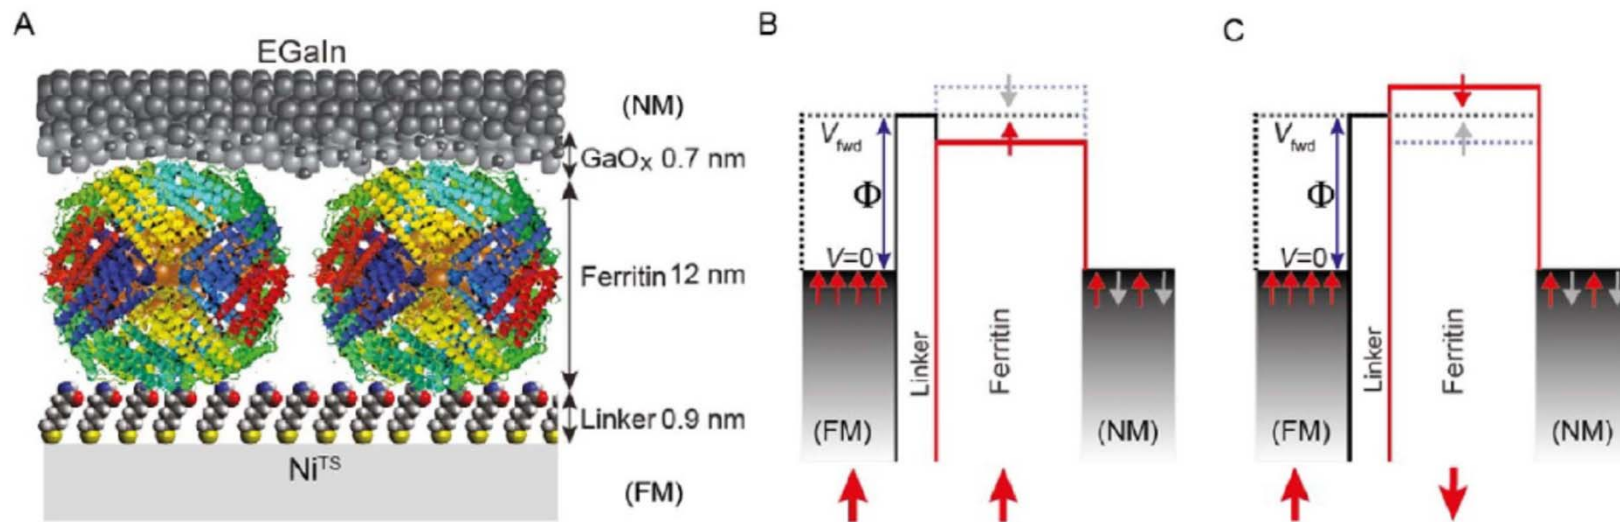 A
EGaIn
(NM)
GaOx 0.7 nm
Ferritin 12 nm
Linker 0.9 nm
NiTS
(FM)
B
Vfwd
Φ
V=0
Linker
Ferritin
(FM)
(NM)
C
Vfwd
Φ
V=0
Linker
Ferritin
(FM)
(NM)